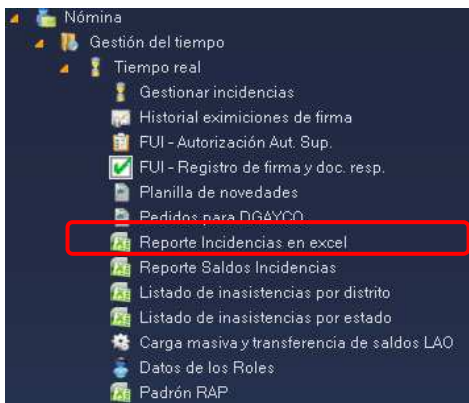 Nómina
Gestión del tiempo
Tiempo real
Gestionar incidencias
Historial eximiciones de firma
FUI - Autorización Aut. Sup.
FUI - Registro de firma y doc. resp.
Planilla de novedades
Pedidos para DGAYCO
Reporte Incidencias en excel
Reporte Saldos Incidencias
Listado de inasistencias por distrito
Listado de inasistencias por estado
Carga masiva y transferencia de saldos LAO
Datos de los Roles
Padrón RAP